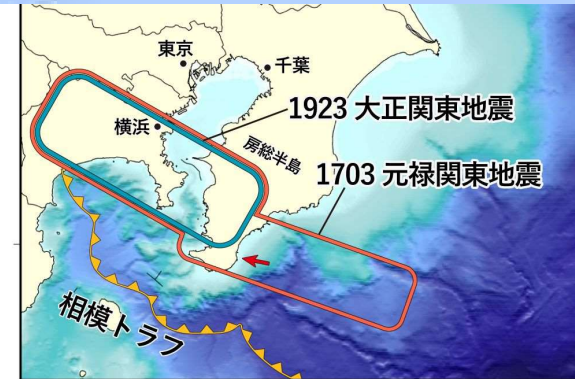 東京
千葉
1923 大正関東地震
横浜
房総半島
1703 元禄関東地震
相模トラフ